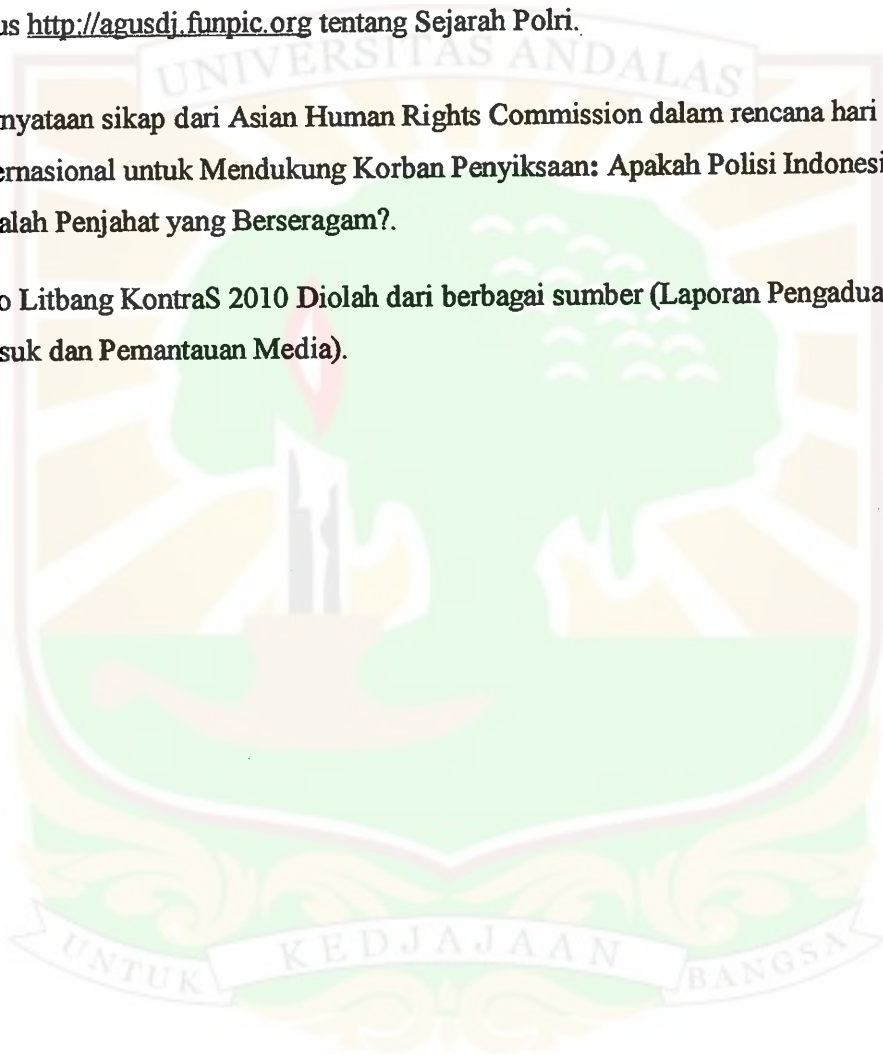 us http://agusdj.funpic.org tentang Sejarah Polri.
UNIVERSITAS ANDALAS
nyataan sikap dari Asian Human Rights Commission dalam rencana hari
ernasional untuk Mendukung Korban Penyiksaan: Apakah Polisi Indonesi
alah Penjahat yang Berseragam?.
o Litbang KontraS 2010 Diolah dari berbagai sumber (Laporan Pengadua
suk dan Pemantauan Media).
UNTUK KEDJAJAAN BANGSA